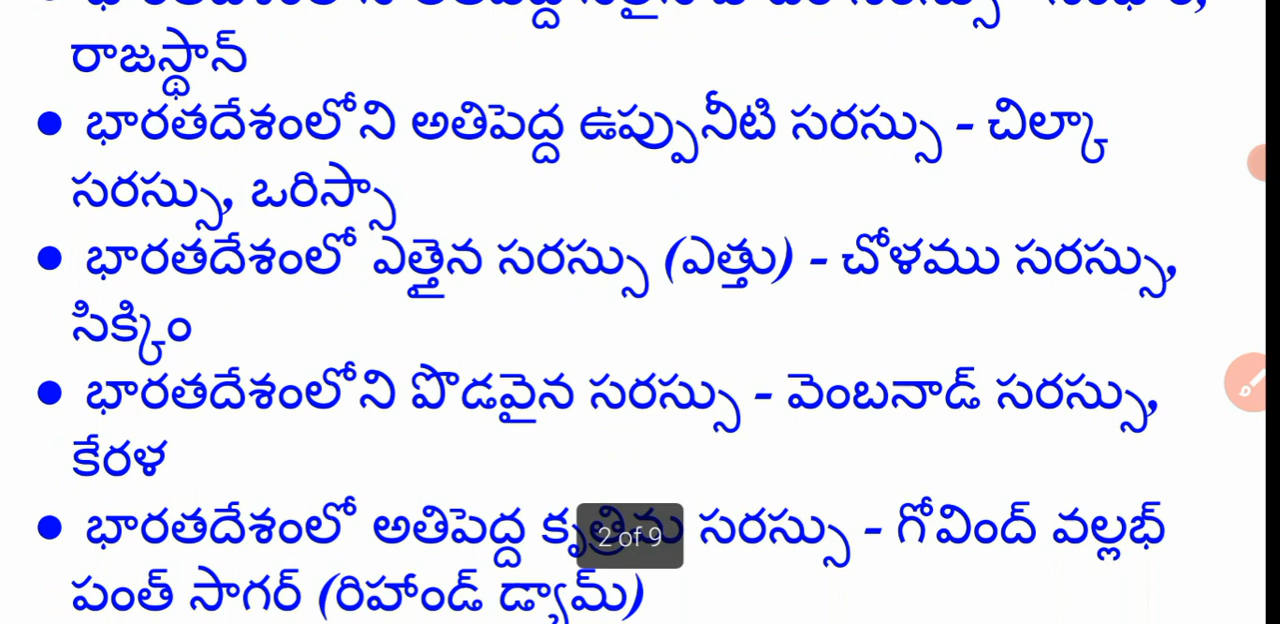 రాజస్థాన్
● భారతదేశంలోని అతిపెద్ద ఉప్పునీటి సరస్సు - చిల్కా
సరస్సు, ఒరిస్సా
● భారతదేశంలో ఎత్తైన సరస్సు (ఎత్తు) - చోళము సరస్సు,
సిక్కిం
● భారతదేశంలోని పొడవైన సరస్సు - వెంబనాడ్ సరస్సు,
కేరళ
● భారతదేశంలో అతిపెద్ద కృత్రిమ సరస్సు - గోవింద్ వల్లభ్
2 of 9
పంత్ సాగర్ (రిహాండ్ డ్యామ్)